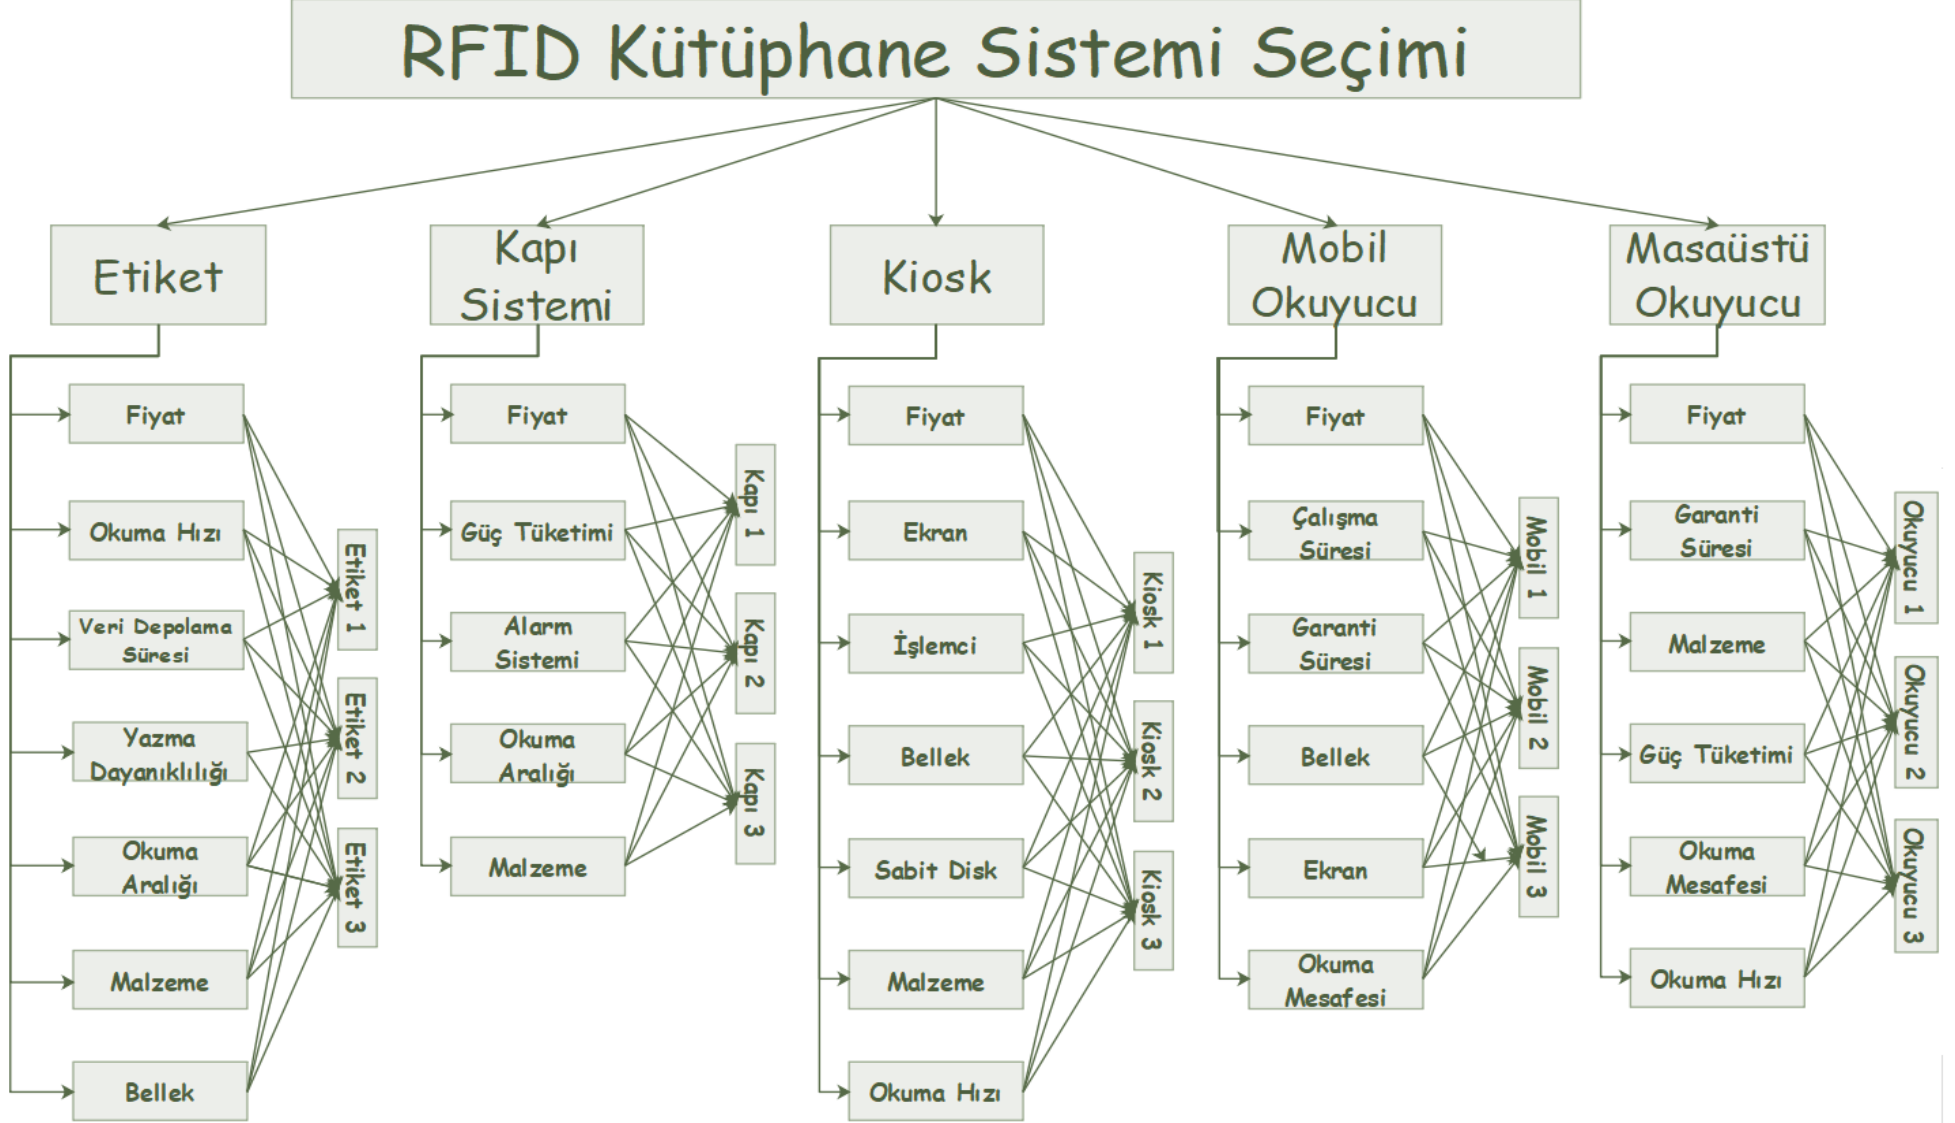 RFID Kütüphane Sistemi Seçimi
Etiket
Kapı
Sistemi
Kiosk
Mobil
Okuyucu
Masaüstü
Okuyucu
Fiyat
Okuma Hızı
Veri Depolama
Süresi
Yazma
Dayanıklılığı
Okuma
Aralığı
Malzeme
Bellek
Etiket 1
Etiket 2
Etiket 3
Fiyat
Güç Tüketimi
Alarm
Sistemi
Okuma
Aralığı
Malzeme
Kapı 1
Kapı 2
Kapı 3
Fiyat
Ekran
İşlemci
Bellek
Sabit Disk
Malzeme
Okuma Hızı
Kiosk 1
Kiosk 2
Kiosk 3
Fiyat
Çalışma
Süresi
Garanti
Süresi
Bellek
Ekran
Okuma
Mesafesi
Mobil 1
Mobil 2
Mobil 3
Fiyat
Garanti
Süresi
Malzeme
Güç Tüketimi
Okuma
Mesafesi
Okuma Hızı
Okuyucu 1
Okuyucu 2
Okuyucu 3